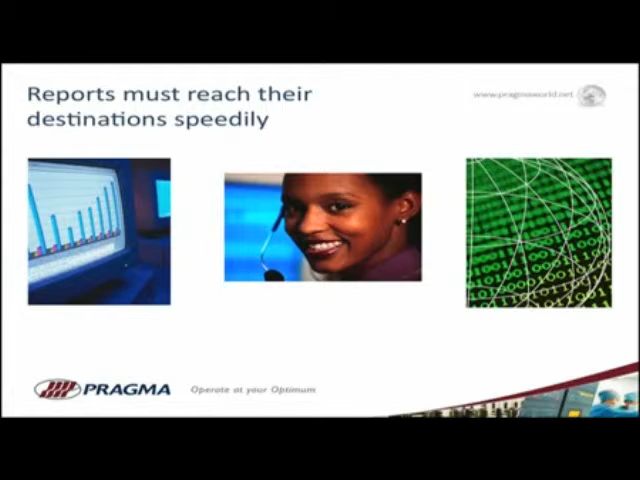 Reports must reach their
destinations speedily
www.pragmaworld.net
PRAGMA
Operate at your Optimum